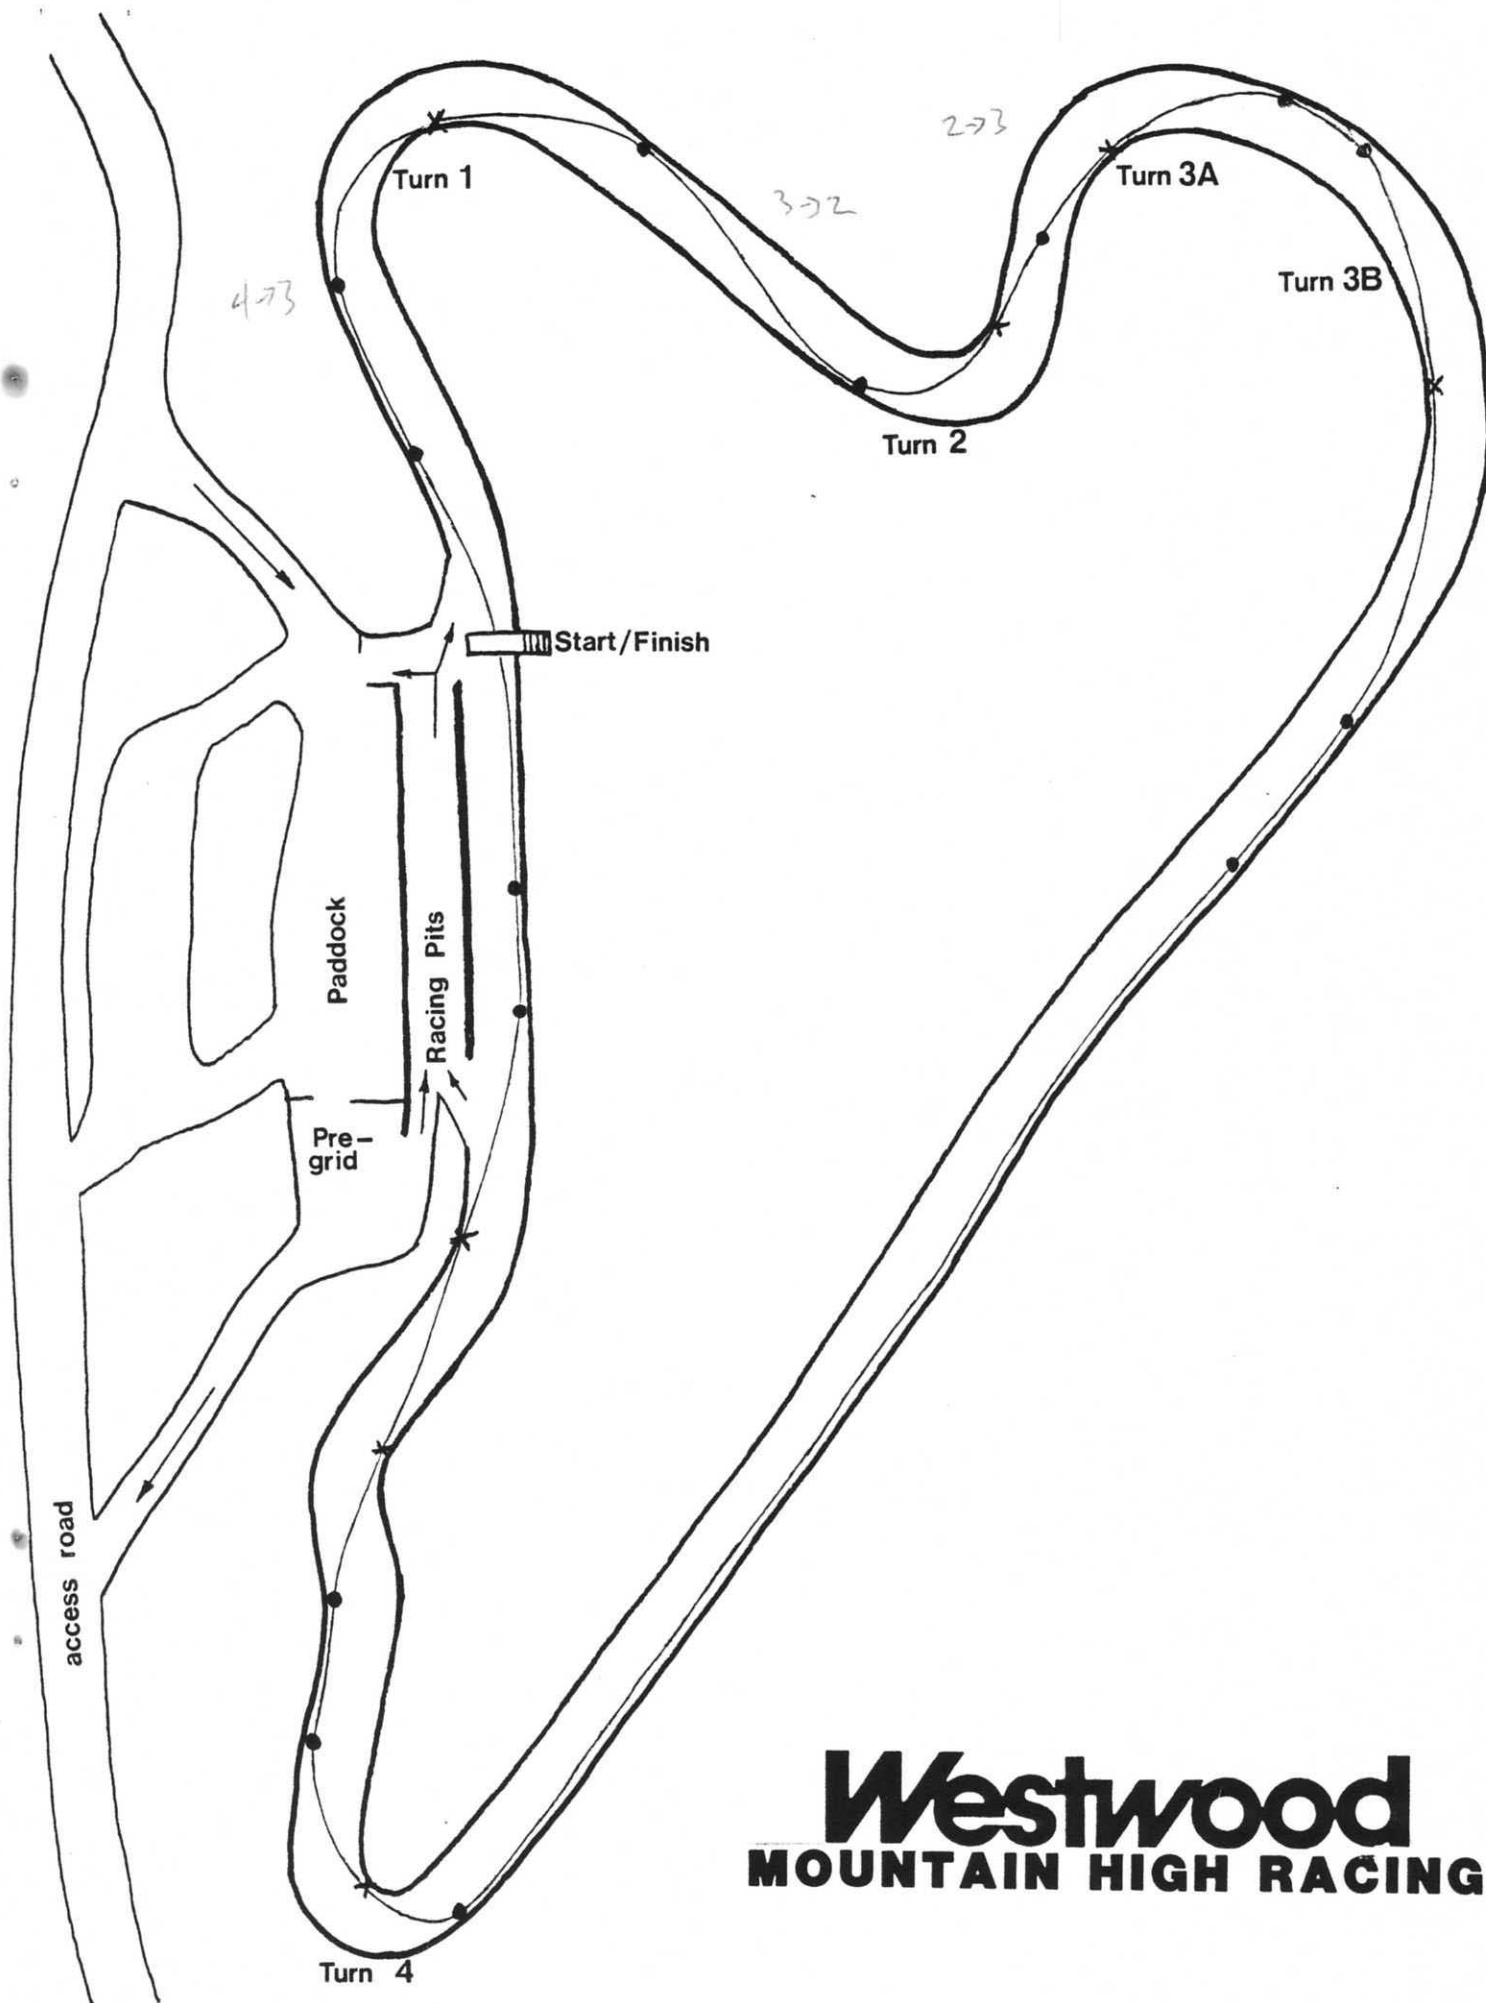 2→3
Turn 1
Turn 3A
3→2
Turn 3B
4→3
Turn 2
Start/Finish
Paddock
Racing Pits
Pre-
grid
access road
Westwood
MOUNTAIN HIGH RACING
Turn 4